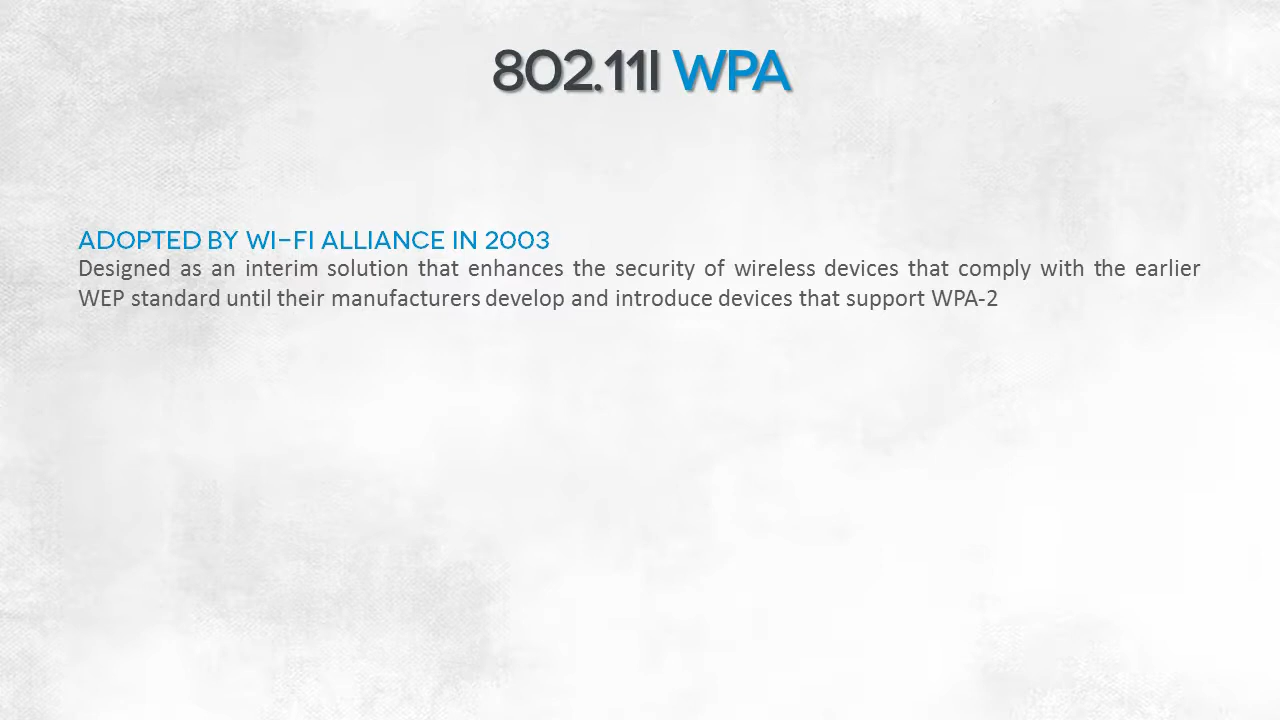 802.11I WPA
ADOPTED BY WI-FI ALLIANCE IN 2003
Designed as an interim solution that enhances the security of wireless devices that comply with the earlier
WEP standard until their manufacturers develop and introduce devices that support WPA-2